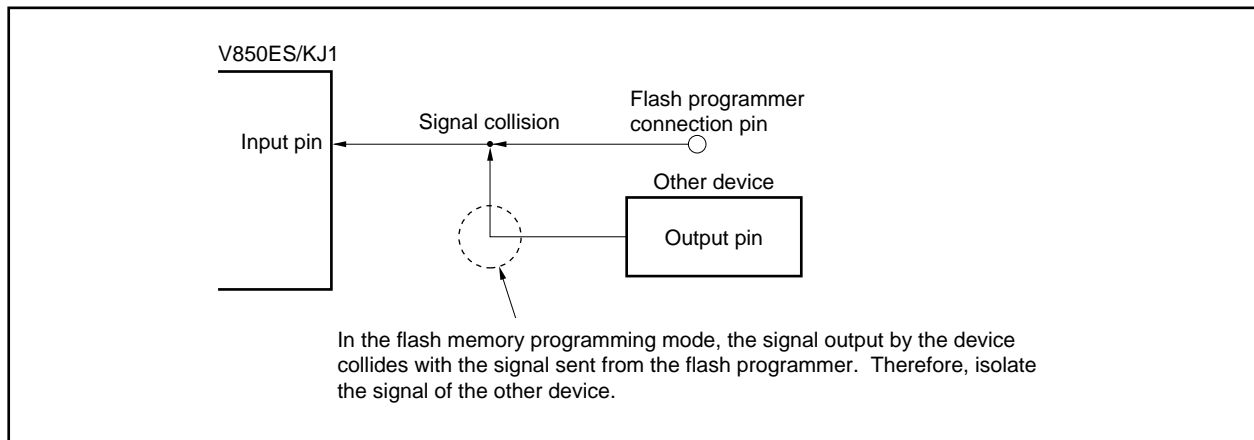 V850ES/KJ1
Flash programmer
connection pin
Signal collision
Input pin
Other device
Output pin
In the flash memory programming mode, the signal output by the device
collides with the signal sent from the flash programmer.  Therefore, isolate
the signal of the other device.